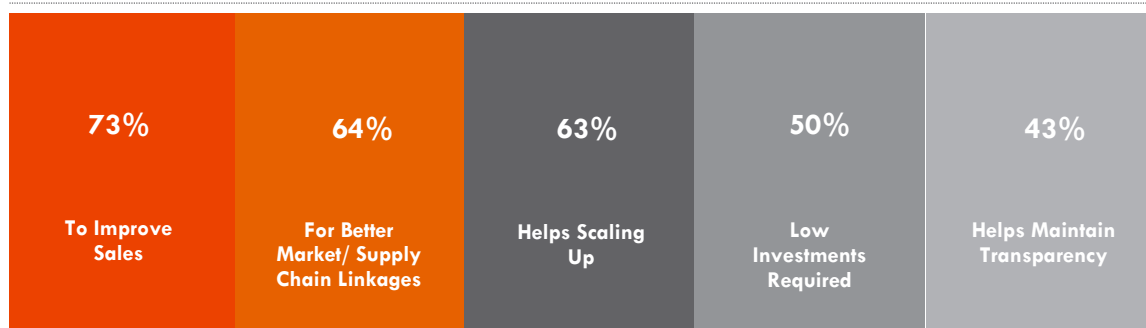 73%
To Improve
Sales
64%
For Better
Market/ Supply
Chain Linkages
63%
Helps Scaling
Up
50%
Low
Investments
Required
43%
Helps Maintain
Transparency